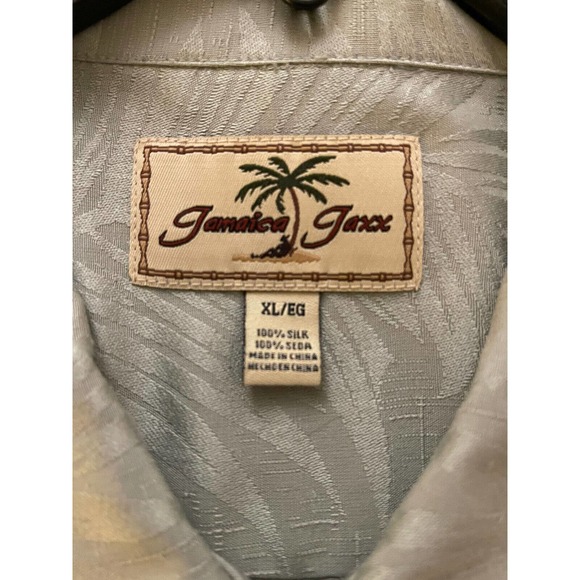 Jamaica Jaxx
XL/EG
100% SILK
100% SEDA
MADE IN CHINA
HECHO EN CHINA